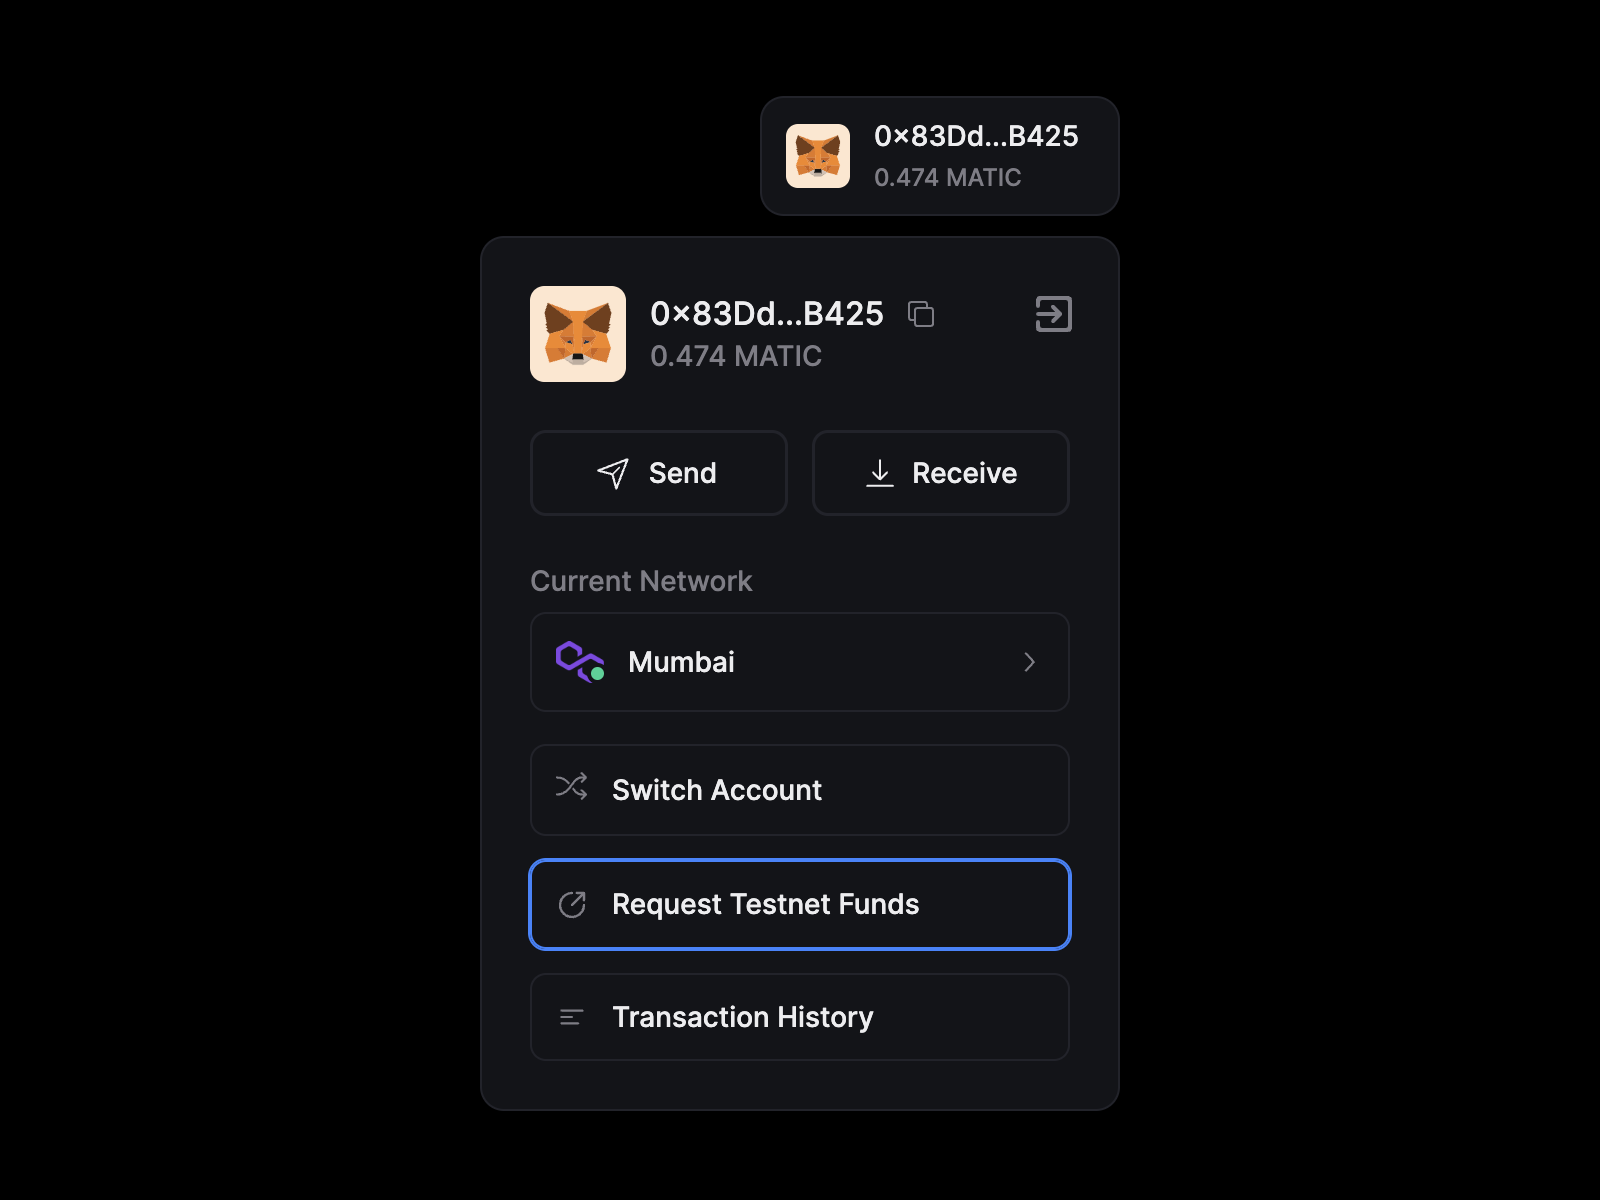 0×83Dd...B425
0.474 MATIC
0×83Dd...B425
0.474 MATIC
Send
Receive
Current Network
Mumbai
Switch Account
Request Testnet Funds
Transaction History